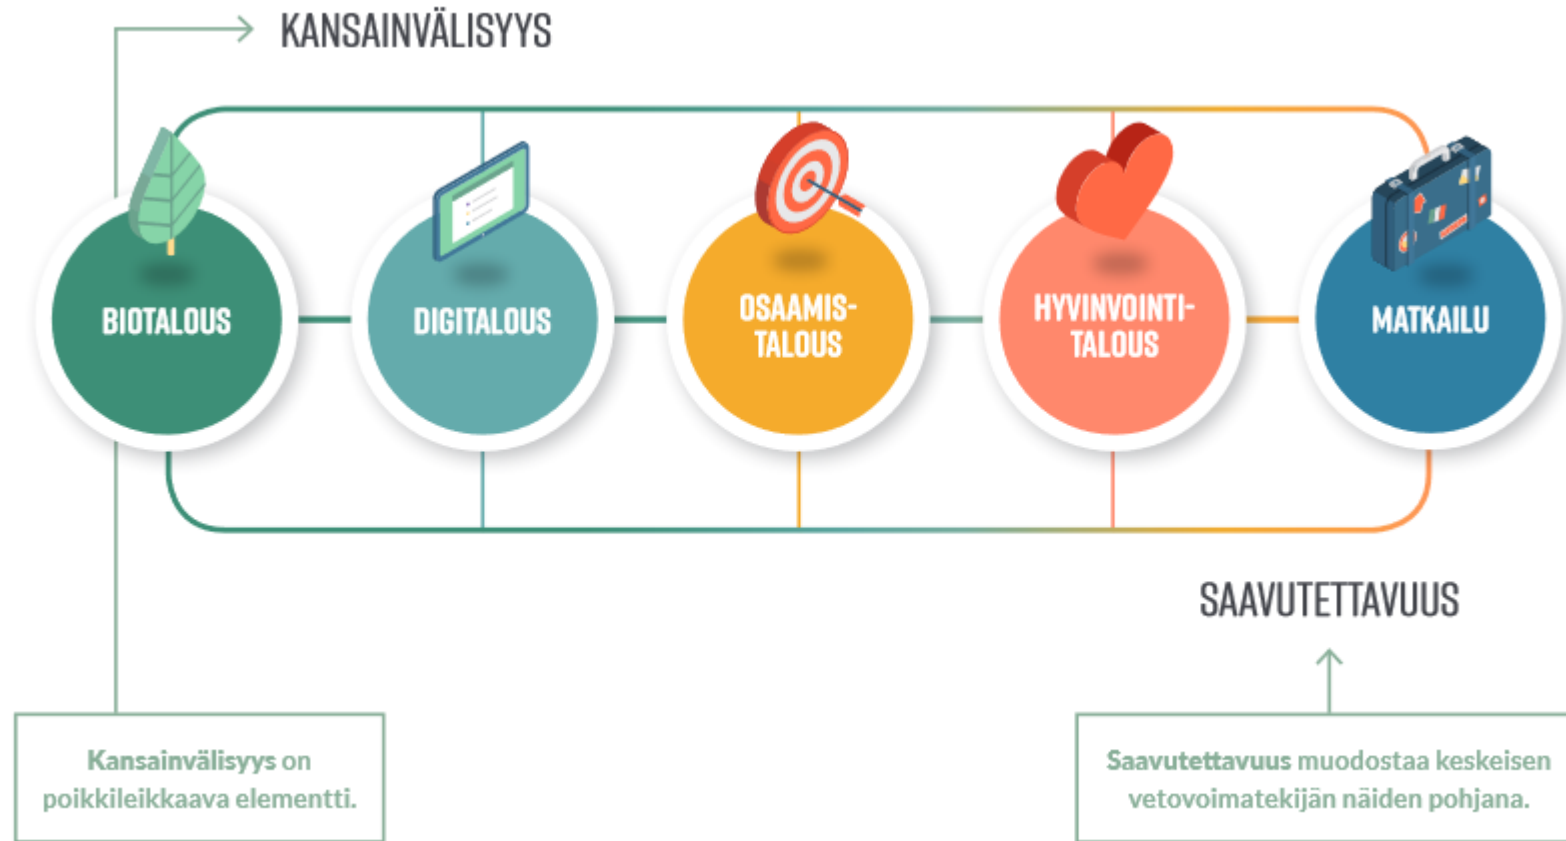 KANSAINVÄLISYYS
BIOTALOUS
DIGITALOUS
OSAAMIS-
TALOUS
HYVINVOINTI-
TALOUS
MATKAILU
SAAVUTETTAVUUS
Kansainvälisyys on
poikkileikkaava elementti.
Saavutettavuus muodostaa keskeisen
vetovoimatekijän näiden pohjana.